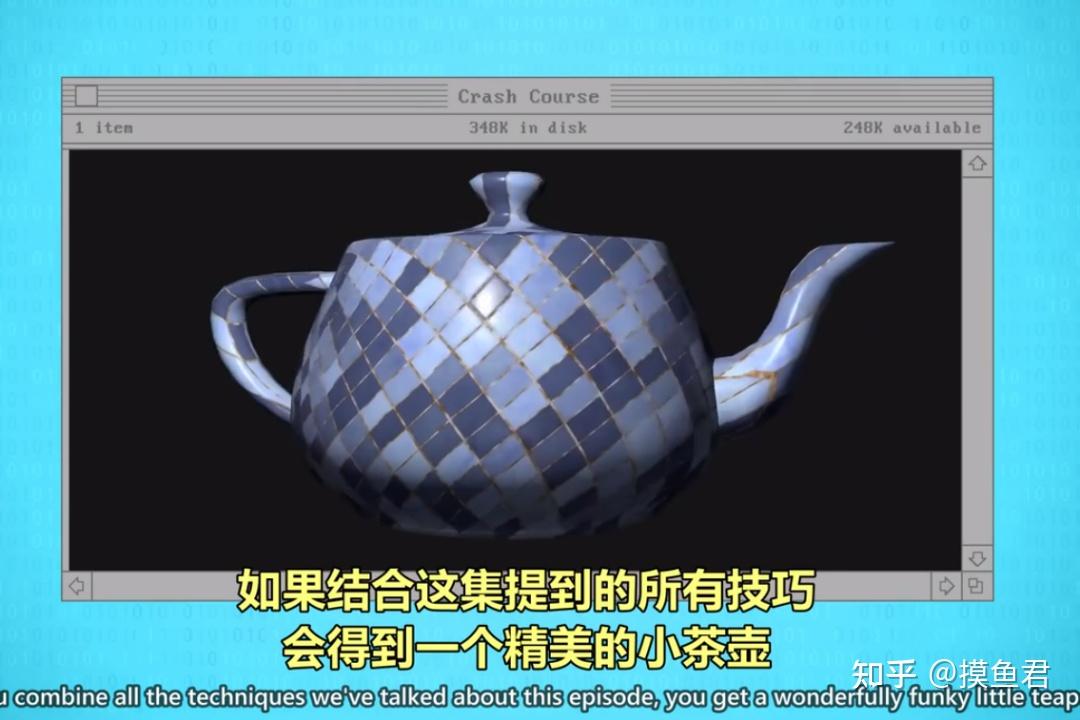 Crash Course
1 item 348K in disk 248K available
如果结合这集提到的所有技巧
会得到一个精美的小茶壶
知乎 @摸鱼君
u combine all the techniques we've talked about this episode, you get a wonderfully funky little teap